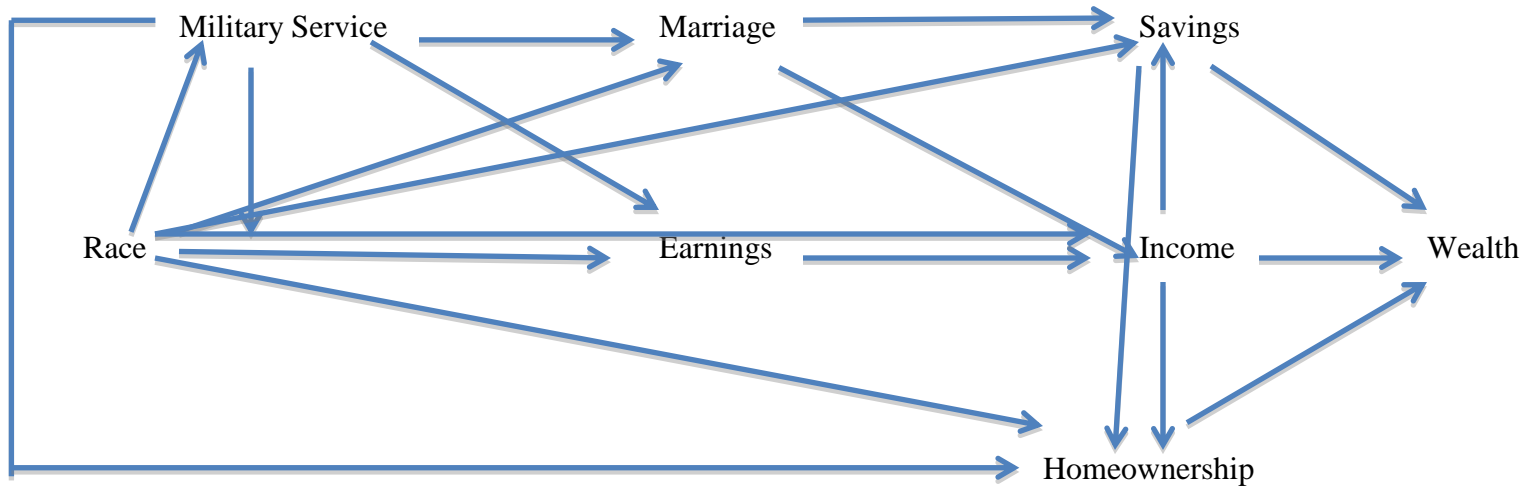 Military Service
Marriage
Savings
Race
Earnings
Income
Wealth
Homeownership